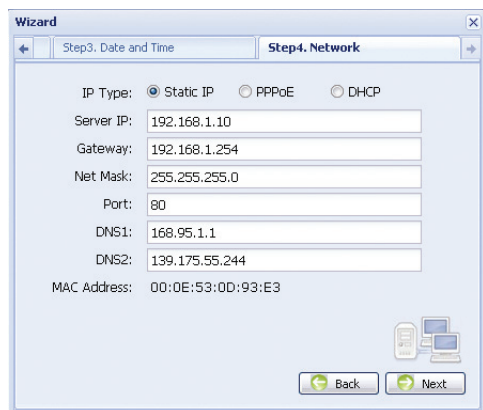 Wizard
Step3. Date and Time
Step4. Network
IP Type: Static IP PPPoE DHCP
Server IP: 192.168.1.10
Gateway: 192.168.1.254
Net Mask: 255.255.255.0
Port: 80
DNS1: 168.95.1.1
DNS2: 139.175.55.244
MAC Address: 00:0E:53:0D:93:E3
Back Next